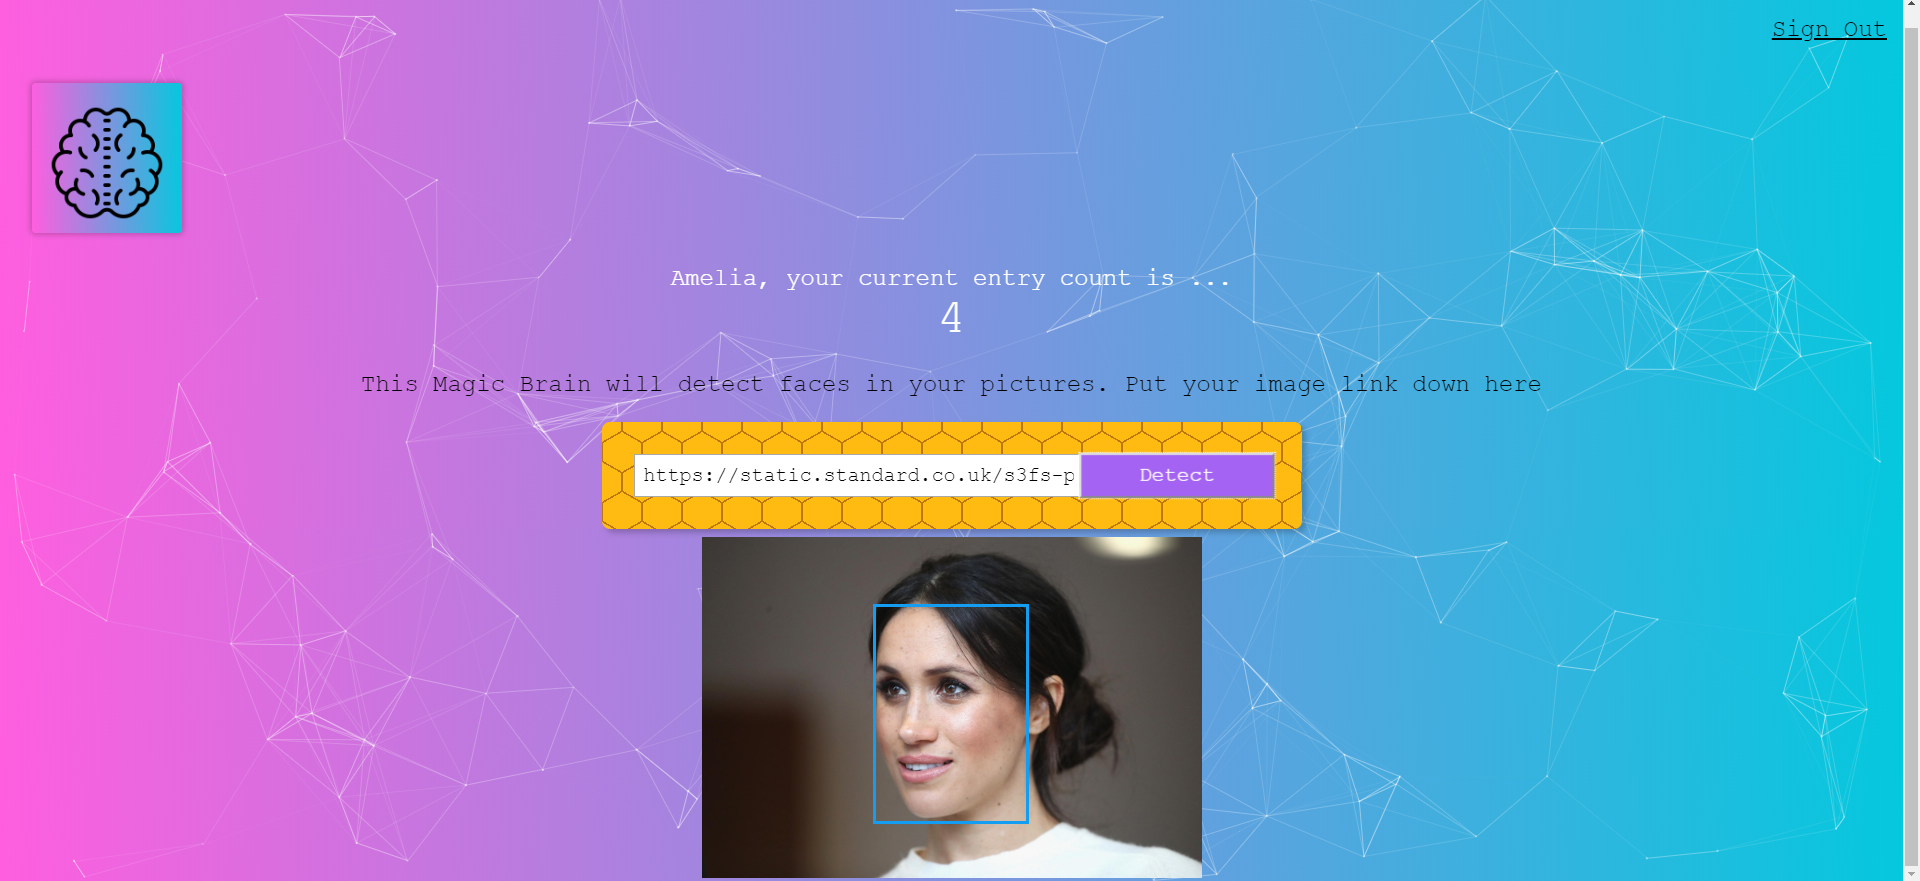 Sign Out
Amelia, your current entry count is ...
4
This Magic Brain will detect faces in your pictures. Put your image link down here
https://static.standard.co.uk/s3fs-p
Detect